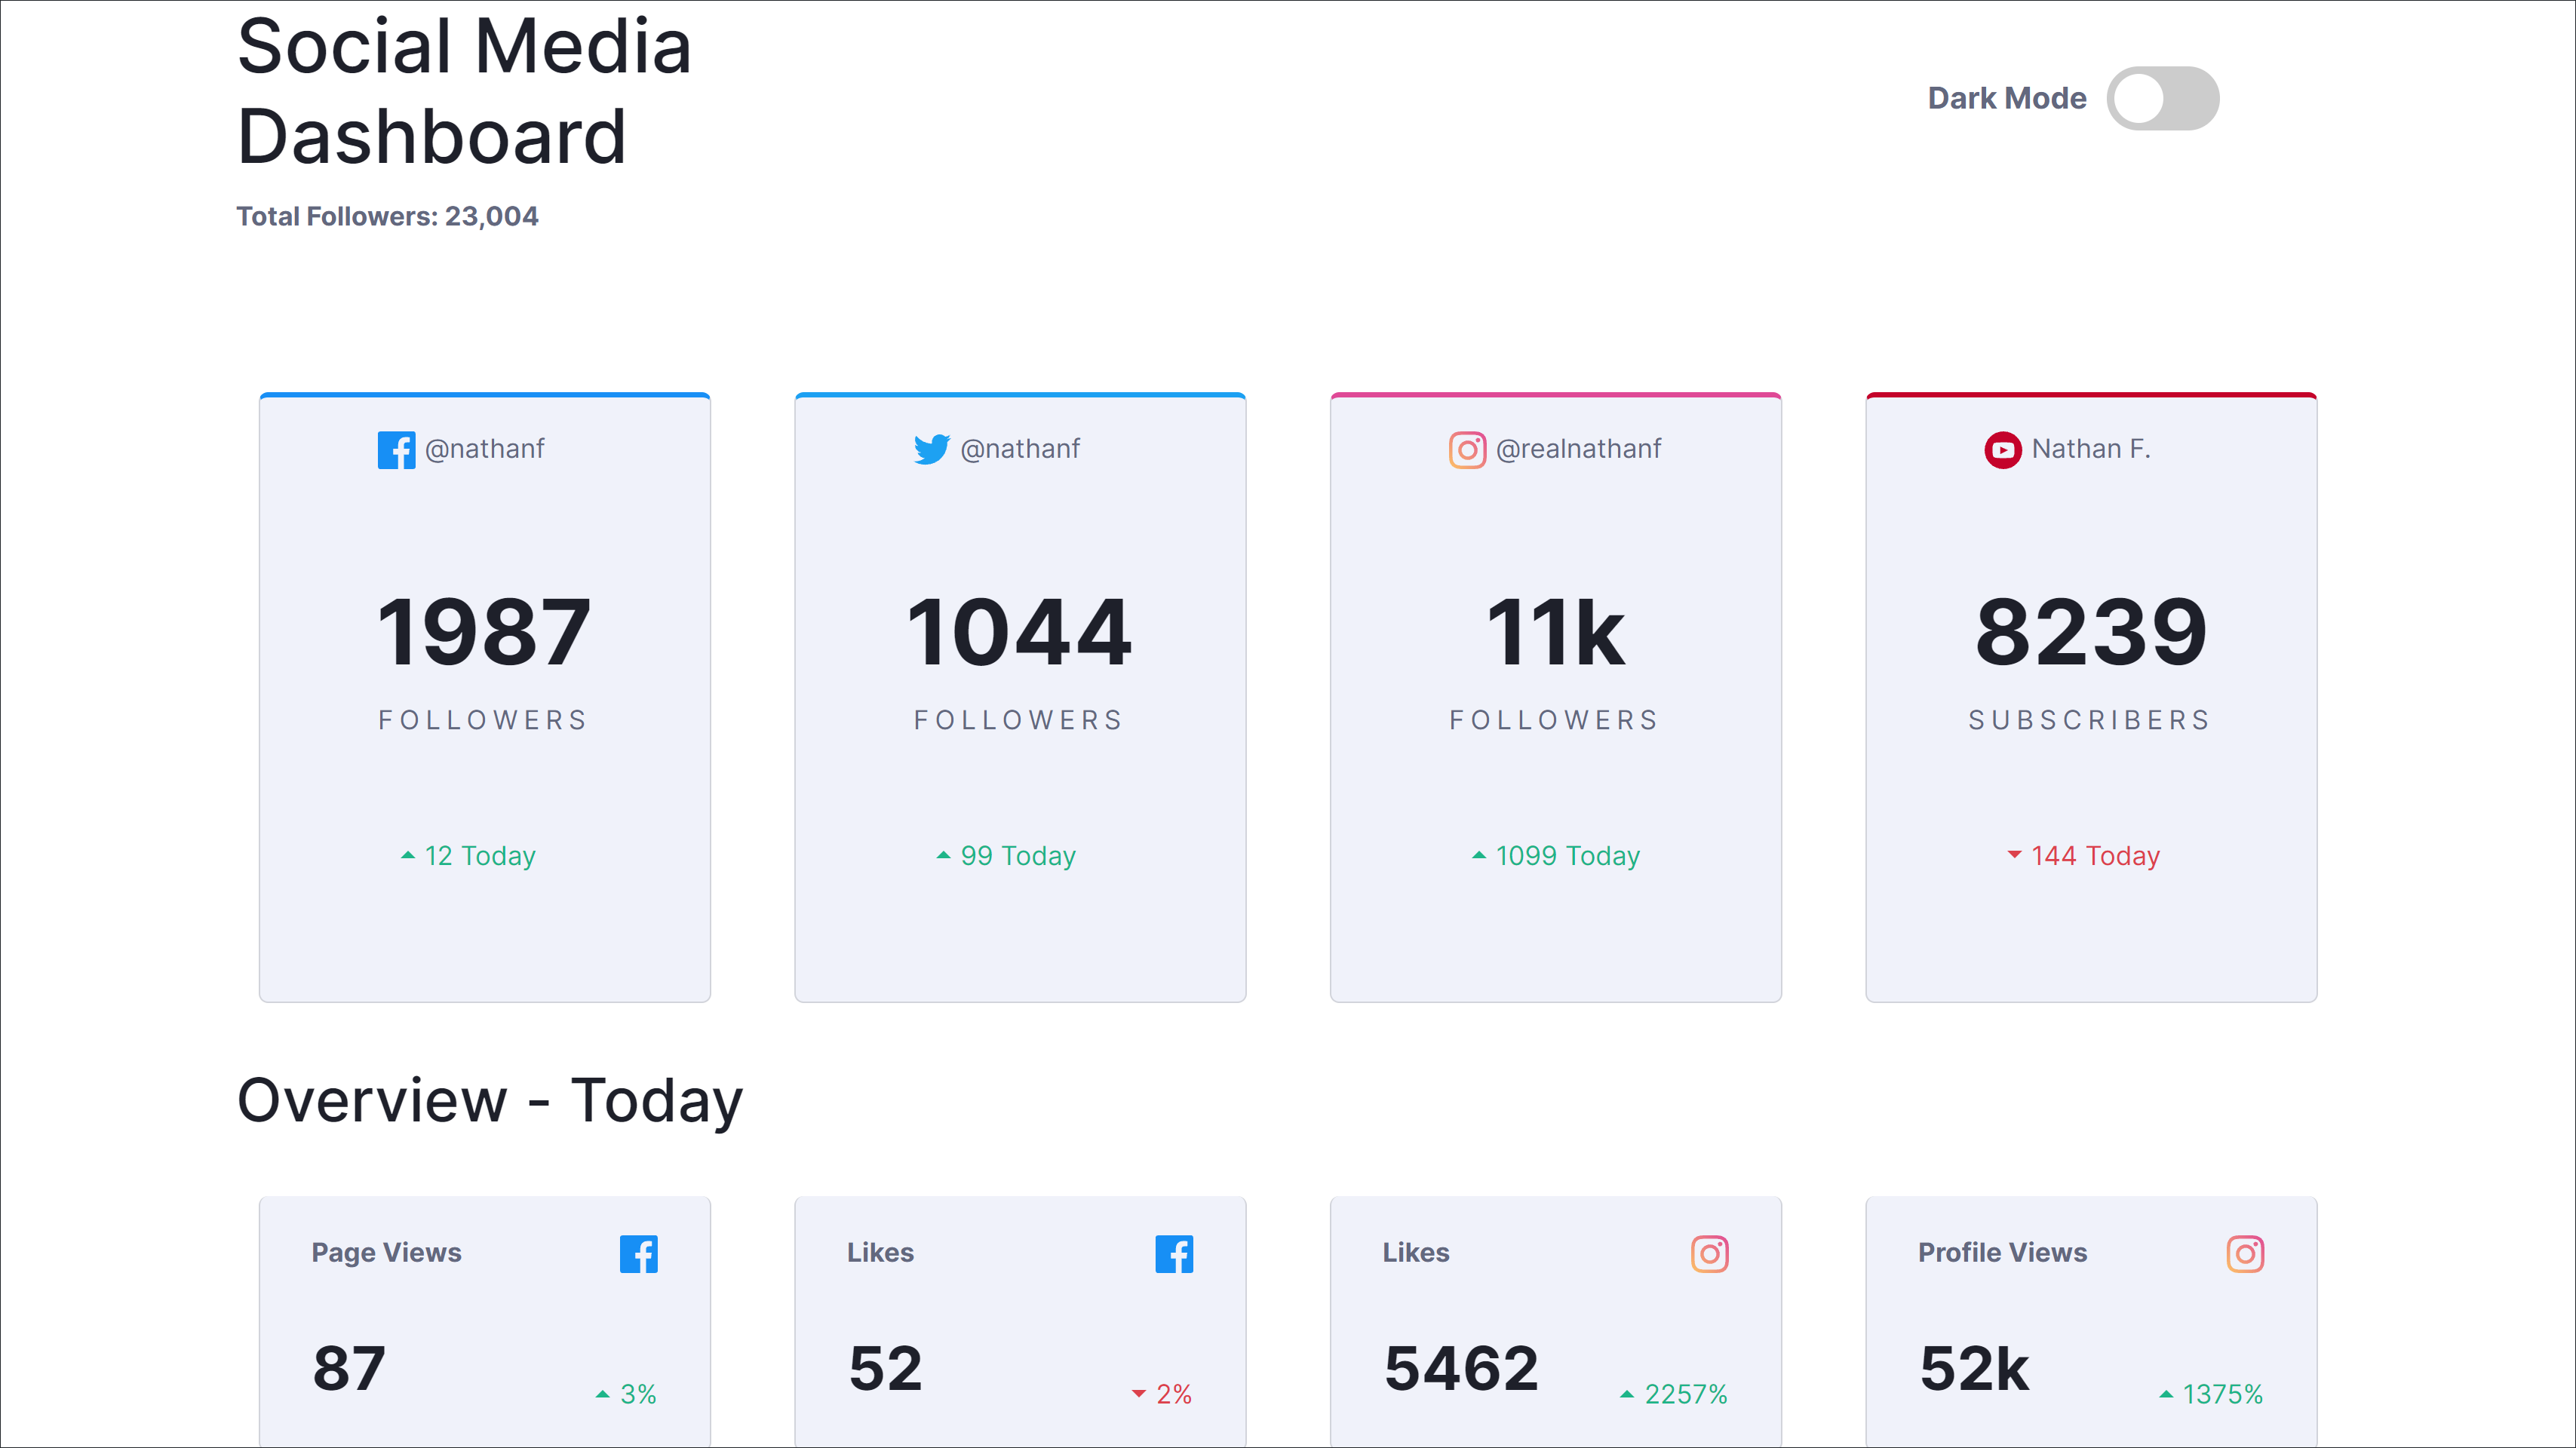 Social Media
Dashboard
Total Followers: 23,004
Dark Mode
@nathanf
1987
FOLLOWERS
12 Today
@nathanf
1044
FOLLOWERS
99 Today
@realnathanf
11k
FOLLOWERS
1099 Today
Nathan F.
8239
SUBSCRIBERS
144 Today
Overview - Today
Page Views
87
3%
Likes
52
2%
Likes
5462
2257%
Profile Views
52k
1375%